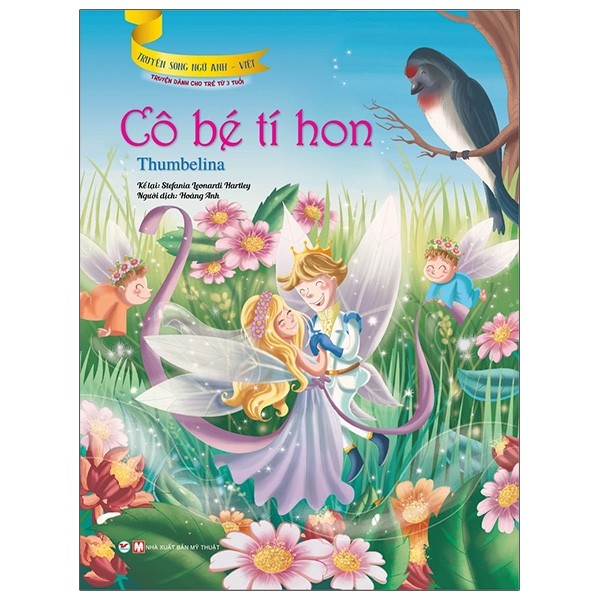 TRUYỆN SONG NGỮ ANH - VIỆT
TRUYỆN DÀNH CHO TRẺ TỪ 3 TUỔI
Cô bé tí hon
Thumbelina
Kể lại: Stefania Leonardi Hartley
Người dịch: Hoàng Anh
NHÀ XUẤT BẢN MỸ THUẬT